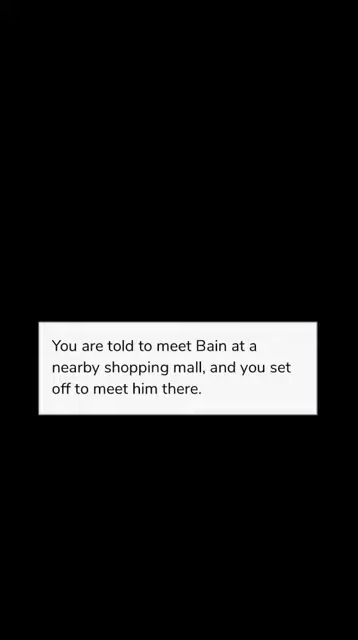 You are told to meet Bain at a
nearby shopping mall, and you set
off to meet him there.